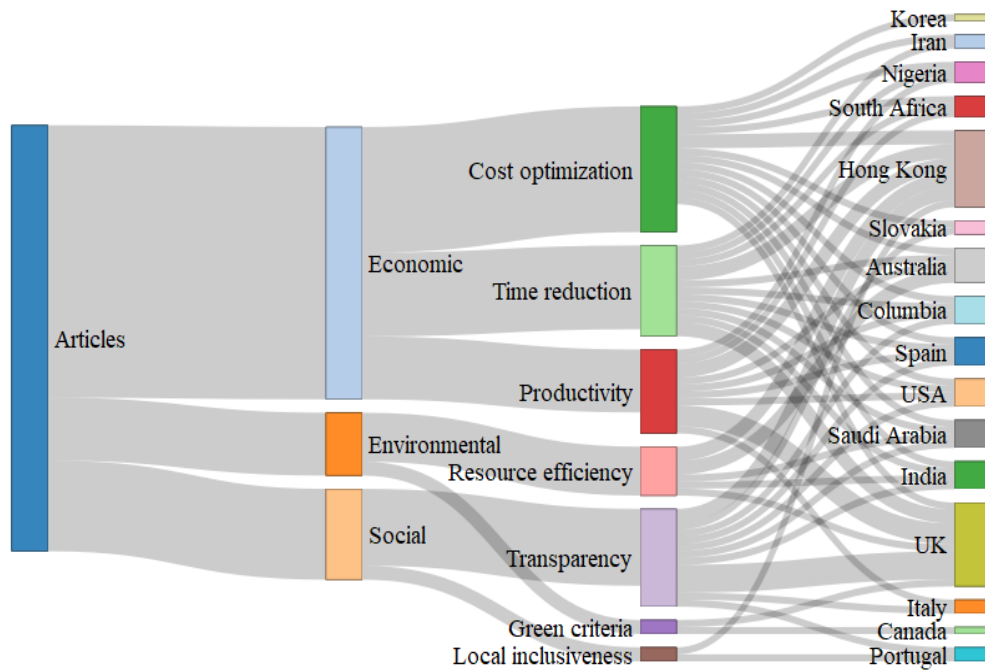 Articles
Economic
Environmental
Social
Cost optimization
Time reduction
Productivity
Resource efficiency
Transparency
Green criteria
Local inclusiveness
Korea
Iran
Nigeria
South Africa
Hong Kong
Slovakia
Australia
Columbia
Spain
USA
Saudi Arabia
India
UK
Italy
Canada
Portugal